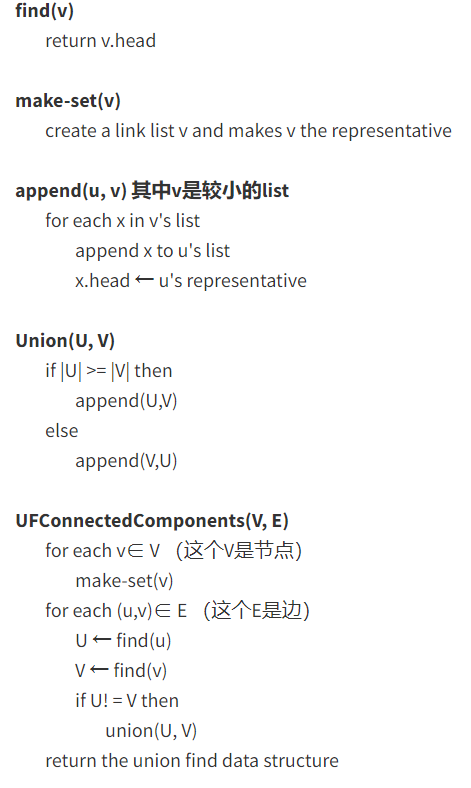 find(v)
return v.head
make-set(v)
create a link list v and makes v the representative
append(u, v) 其中v是较小的list
for each x in v's list
append x to u's list
x.head ← u's representative
Union(U, V)
if |U| >= |V| then
append(U,V)
else
append(V,U)
UFConnectedComponents(V, E)
for each v∈ V （这个V是节点）
make-set(v)
for each (u,v)∈ E （这个E是边）
U ← find(u)
V ← find(v)
if U! = V then
union(U, V)
return the union find data structure